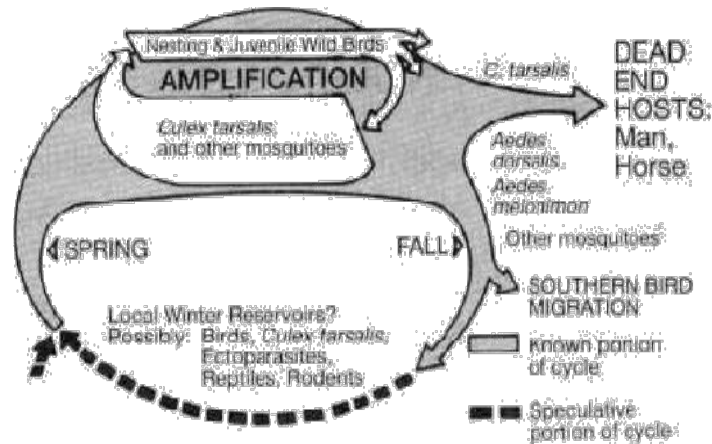 Nesting & Juvenile Wild Birds
AMPLIFICATION
Culex tarsalis
and other mosquitoes
C. tarsalis
DEAD
END
HOSTS:
Man,
Horse
Aedes
dorsalis,
Aedes
melonimon
Other mosquitoes
SPRING
FALL
SOUTHERN BIRD
MIGRATION
Local Winter Reservoirs?
Possibly: Birds, Culex tarsalis,
Ectoparasites,
Reptiles, Rodents
Known portion
of cycle
Speculative
portion of cycle